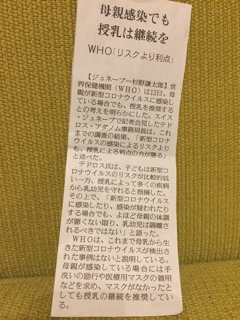 母親感染でも
授乳は継続を
WHO「リスクより利点」
【ジュネーブ=杉野謙太郎】世
界保健機関（WHO）は12日、母
親が新型コロナウイルスに感染し
ている場合でも、授乳を推奨する
との考えを明らかにした。スイス
・ジュネーブで記者会見したテド
ロス・アダノム事務局長は、これ
までの調査の結果、「新型コロナウ
イルスの感染によるリスクより
も、授乳による利点の方が勝る」
と述べた。
テドロス氏は、子どもは新型コ
ロナウイルスのリスクが比較的低
い一方、授乳によって多くの疾病
から乳幼児を守れると指摘した。
その上で、「新型コロナウイルスに
感染したり、感染が疑われたりす
る場合でも、よほど母親の体調
が悪くない限り、乳幼児は隔離され
るべきではない」と語った。
WHOは、これまで母乳から生
きた新型コロナウイルスが検出さ
れた事例はないと説明している。
母親が感染している場合には手
洗いの励行や医療用マスクの着用
などを求め、マスクがなかったと
しても授乳の継続を推奨してい
る。